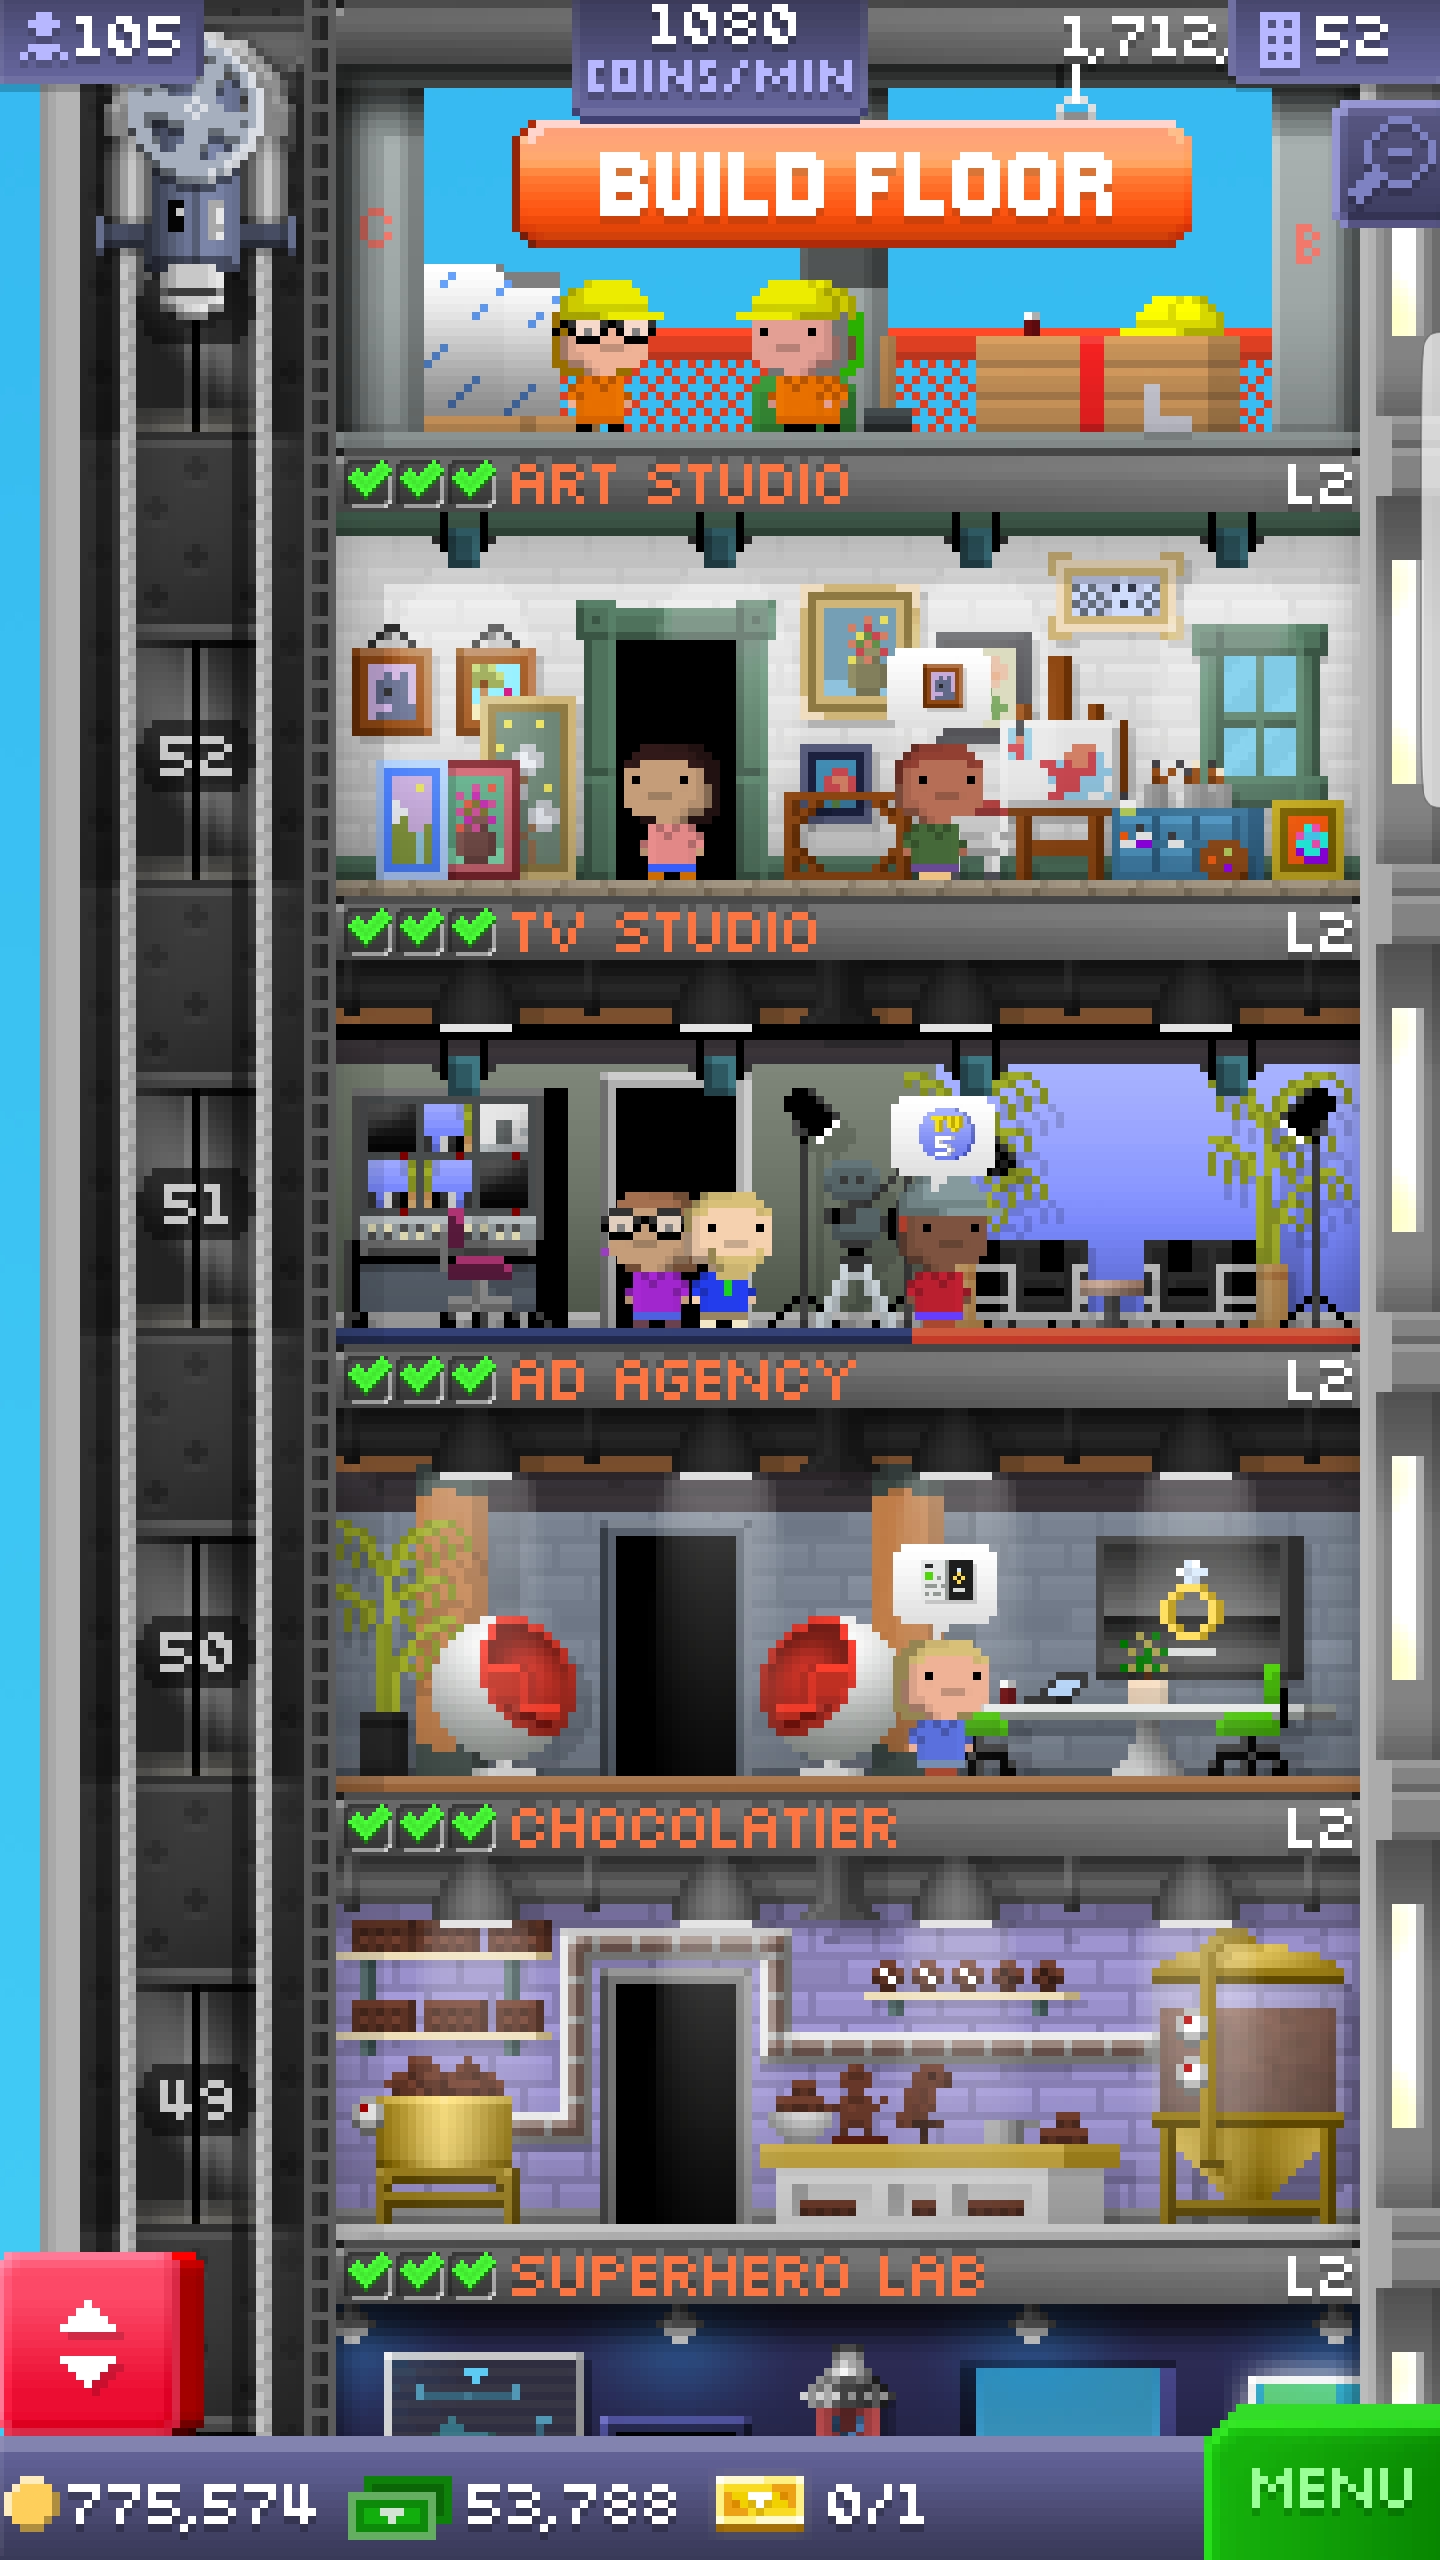 105
1080
COINS/MIN
1,712,
52
BUILD FLOOR
C
B
ART STUDIO
L2
52
TV STUDIO
L2
TV
5
51
AD AGENCY
L2
50
CHOCOLATIER
L2
49
SUPERHERO LAB
L2
775,574
53,788
0/1
MENU